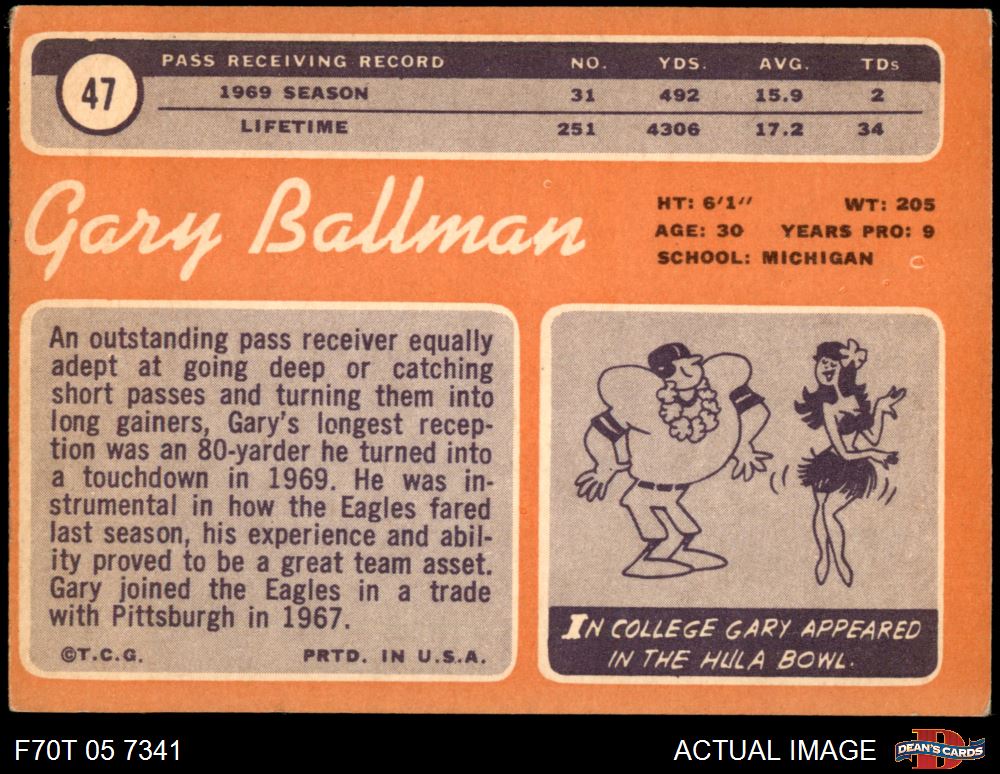 47
PASS RECEIVING RECORD NO. YDS. AVG. TDs
1969 SEASON 31 492 15.9 2
LIFETIME 251 4306 17.2 34
Gary Ballman
HT: 6'1" WT: 205
AGE: 30 YEARS PRO: 9
SCHOOL: MICHIGAN
An outstanding pass receiver equally
adept at going deep or catching
short passes and turning them into
long gainers, Gary's longest recep-
tion was an 80-yarder he turned into
a touchdown in 1969. He was in-
strumental in how the Eagles fared
last season, his experience and abil-
ity proved to be a great team asset.
Gary joined the Eagles in a trade
with Pittsburgh in 1967.
©T.C.G. PRTD. IN U.S.A.
IN COLLEGE GARY APPEARED
IN THE HULA BOWL.
F70T 05 7341
ACTUAL IMAGE
D
DEAN'S CARDS